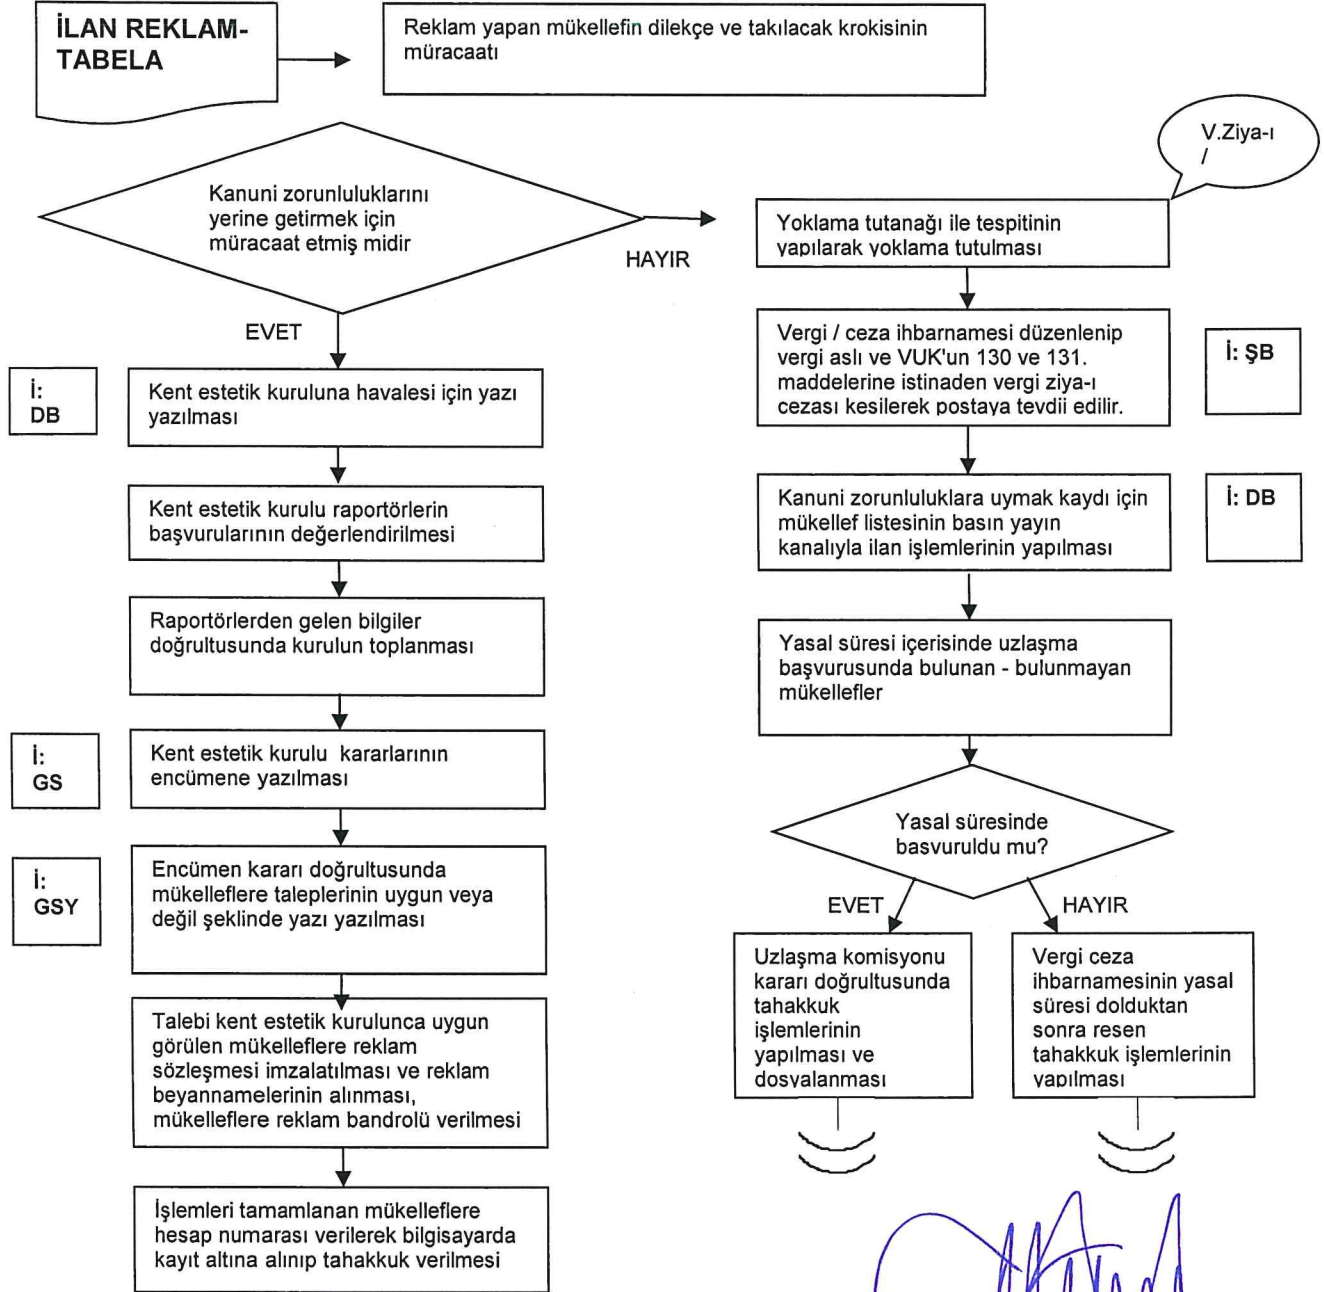 İLAN REKLAM-
TABELA
Reklam yapan mükellefin dilekçe ve takılacak krokisinin
müracaatı
V.Ziya-ı
/
Kanuni zorunluluklarını
yerine getirmek için
müracaat etmiş midir
HAYIR
EVET
İ:
DB
Kent estetik kuruluna havalesi için yazı
yazılması
Kent estetik kurulu raportörlerin
başvurularının değerlendirilmesi
Raportörlerden gelen bilgiler
doğrultusunda kurulun toplanması
İ:
GS
Kent estetik kurulu kararlarının
encümene yazılması
İ:
GSY
Encümen kararı doğrultusunda
mükelleflere taleplerinin uygun veya
değil şeklinde yazı yazılması
Talebi kent estetik kurulunca uygun
görülen mükelleflere reklam
sözleşmesi imzalatılması ve reklam
beyannamelerinin alınması,
mükelleflere reklam bandrolü verilmesi
İşlemleri tamamlanan mükelleflere
hesap numarası verilerek bilgisayarda
kayıt altına alınıp tahakkuk verilmesi
Yoklama tutanağı ile tespitinin
yapılarak yoklama tutulması
Vergi / ceza ihbarnamesi düzenlenip
vergi aslı ve VUK'un 130 ve 131.
maddelerine istinaden vergi ziya-ı
cezası kesilerek postaya tevdii edilir.
İ: ŞB
Kanuni zorunluluklara uymak kaydı için
mükellef listesinin basın yayın
kanalıyla ilan işlemlerinin yapılması
İ: DB
Yasal süresi içerisinde uzlaşma
başvurusunda bulunan - bulunmayan
mükellefler
Yasal süresinde
basvuruldu mu?
EVET
HAYIR
Uzlaşma komisyonu
kararı doğrultusunda
tahakkuk
işlemlerinin
yapılması ve
dosyalanması
Vergi ceza
ihbarnamesinin yasal
süresi dolduktan
sonra resen
tahakkuk işlemlerinin
yapılması